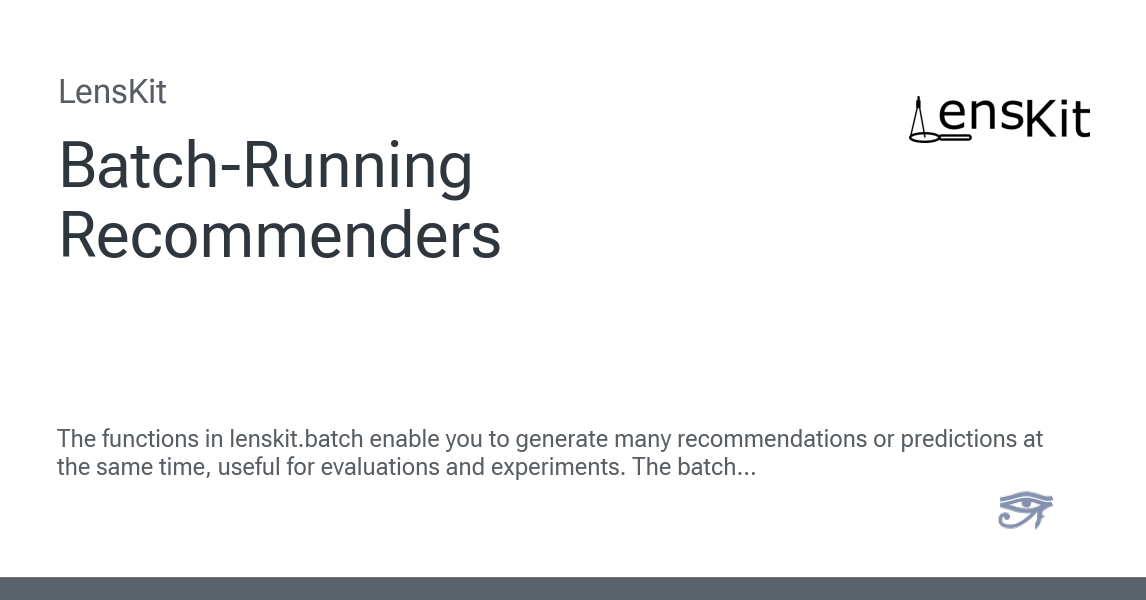 LensKit
LensKit
Batch-Running
Recommenders
The functions in lenskit.batch enable you to generate many recommendations or predictions at
the same time, useful for evaluations and experiments. The batch...